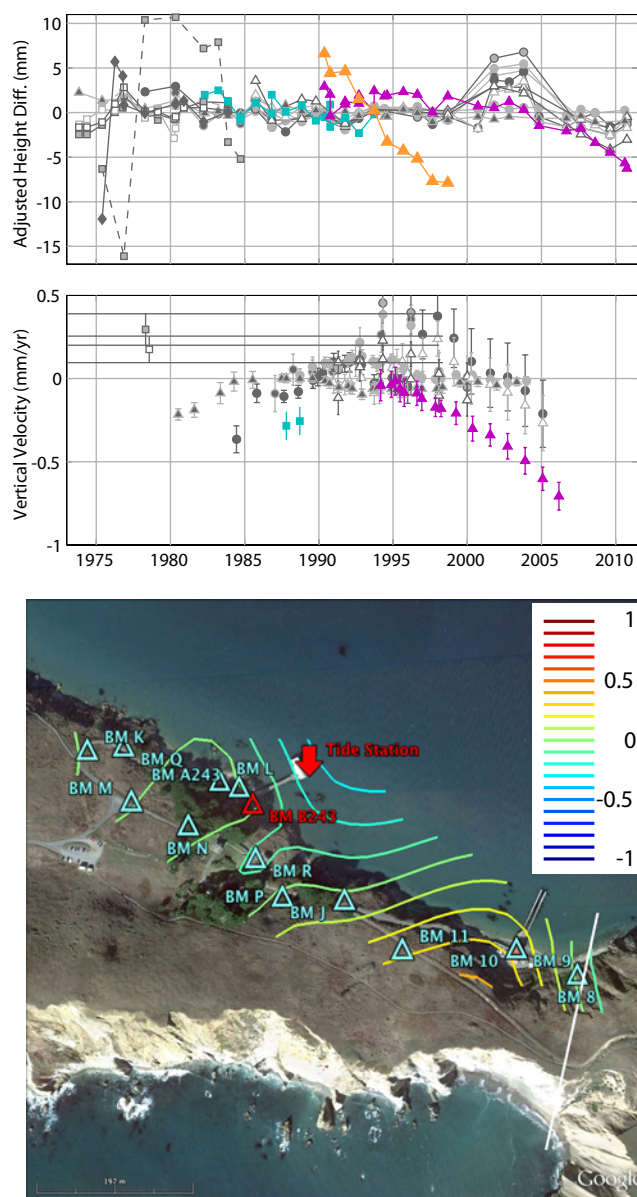 Adjusted Height Diff. (mm)
10
5
0
-5
-10
-15
Vertical Velocity (mm/yr)
0.5
0
-0.5
-1
1975 1980 1985 1990 1995 2000 2005 2010
1
0.5
0
-0.5
-1
Tide Station
BM K
BM Q
BM A243
BM L
BM M
BM B243
BM N
BM R
BM P
BM J
BM 11
BM 10
BM 9
BM 8
197 m
Google